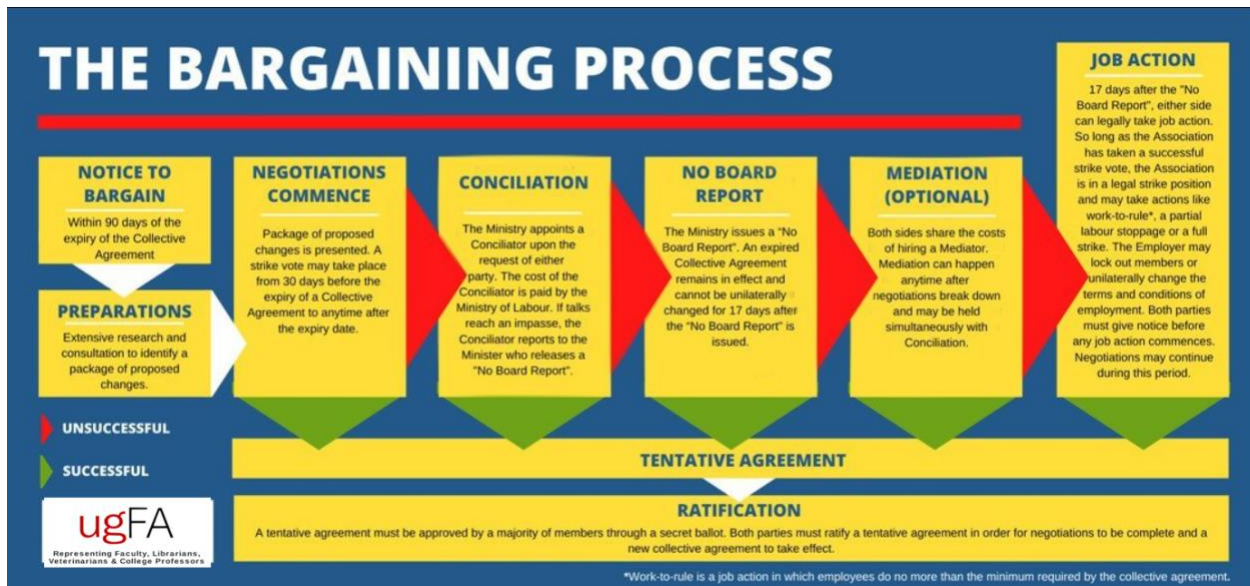 THE BARGAINING PROCESS
NOTICE TO
BARGAIN
Within 90 days of the
expiry of the Collective
Agreement
PREPARATIONS
Extensive research and
consultation to identify a
package of proposed
changes.
NEGOTIATIONS
COMMENCE
Package of proposed
changes is presented. A
strike vote may take place
from 30 days before the
expiry of a Collective
Agreement to anytime after
the expiry date.
CONCILIATION
The Ministry appoints a
Conciliator upon the
request of either
party. The cost of the
Conciliator is paid by the
Ministry of Labour. If talks
reach an impasse, the
Conciliator reports to the
Minister who releases a
"No Board Report".
NO BOARD
REPORT
The Ministry issues a "No
Board Report". An expired
Collective Agreement
remains in effect and
cannot be unilaterally
changed for 17 days after
the "No Board Report" is
issued.
MEDIATION
(OPTIONAL)
Both sides share the costs
of hiring a Mediator.
Mediation can happen
anytime after
negotiations break down
and may be held
simultaneously with
Conciliation.
JOB ACTION
17 days after the "No
Board Report", either side
can legally take job action.
So long as the Association
has taken a successful
strike vote, the Association
is in a legal strike position
and may take actions like
work-to-rule*, a partial
labour stoppage or a full
strike. The Employer may
lock out members or
unilaterally change the
terms and conditions of
employment. Both parties
must give notice before
any job action commences.
Negotiations may continue
during this period.
UNSUCCESSFUL
SUCCESSFUL
TENTATIVE AGREEMENT
RATIFICATION
A tentative agreement must be approved by a majority of members through a secret ballot. Both parties must ratify a tentative agreement in order for negotiations to be complete and a
new collective agreement to take effect.
ugFA
Representing Faculty, Librarians,
Veterinarians & College Professors
*Work-to-rule is a job action in which employees do no more than the minimum required by the collective agreement.